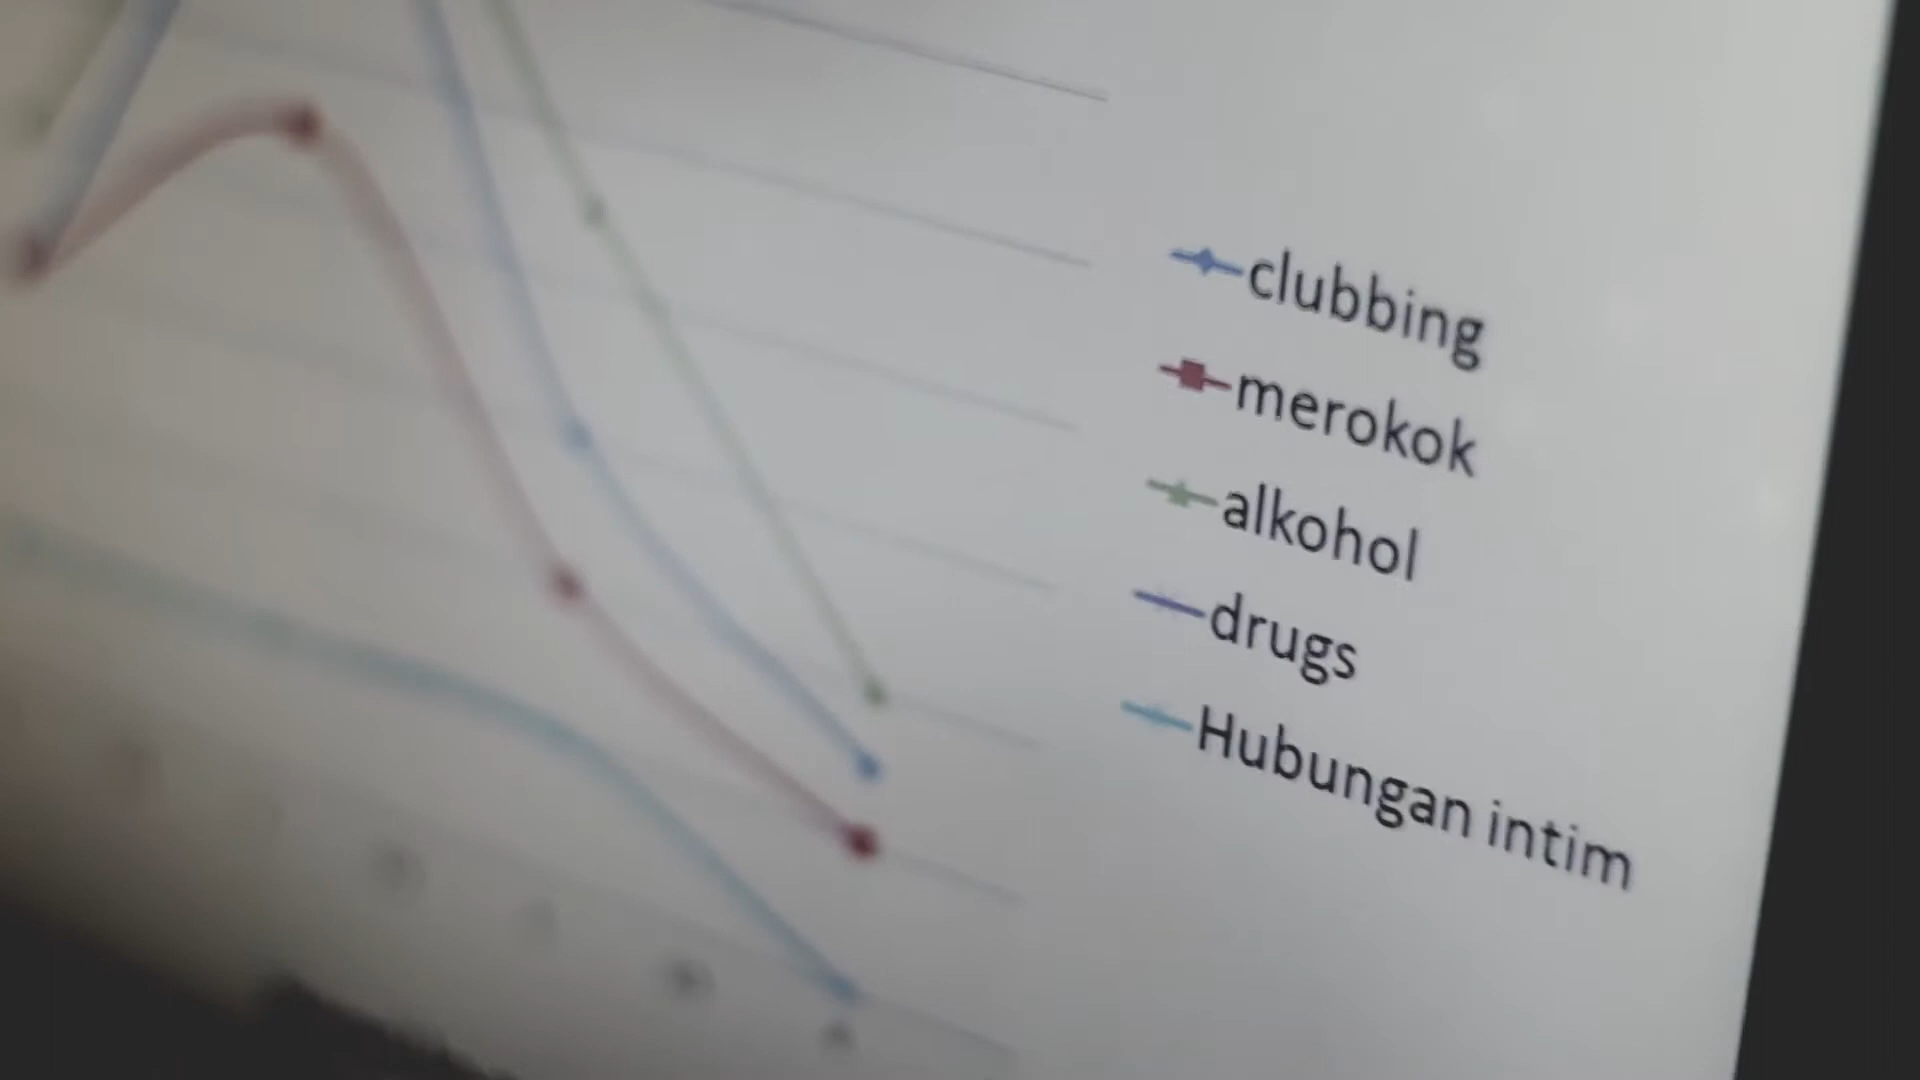 clubbing
merokok
alkohol
drugs
Hubungan intim